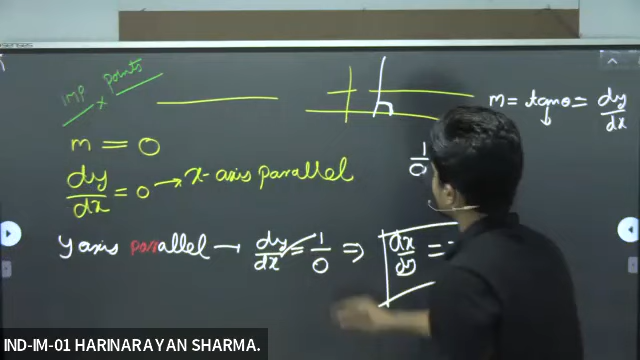 IMP points
m = tanθ = dy/dx
m = 0
1/0
dy/dx = 0 → x-axis parallel
y axis parallel → dy/dx = 1/0 ⇒ dx/dy =
IND-IM-01 HARINARAYAN SHARMA.